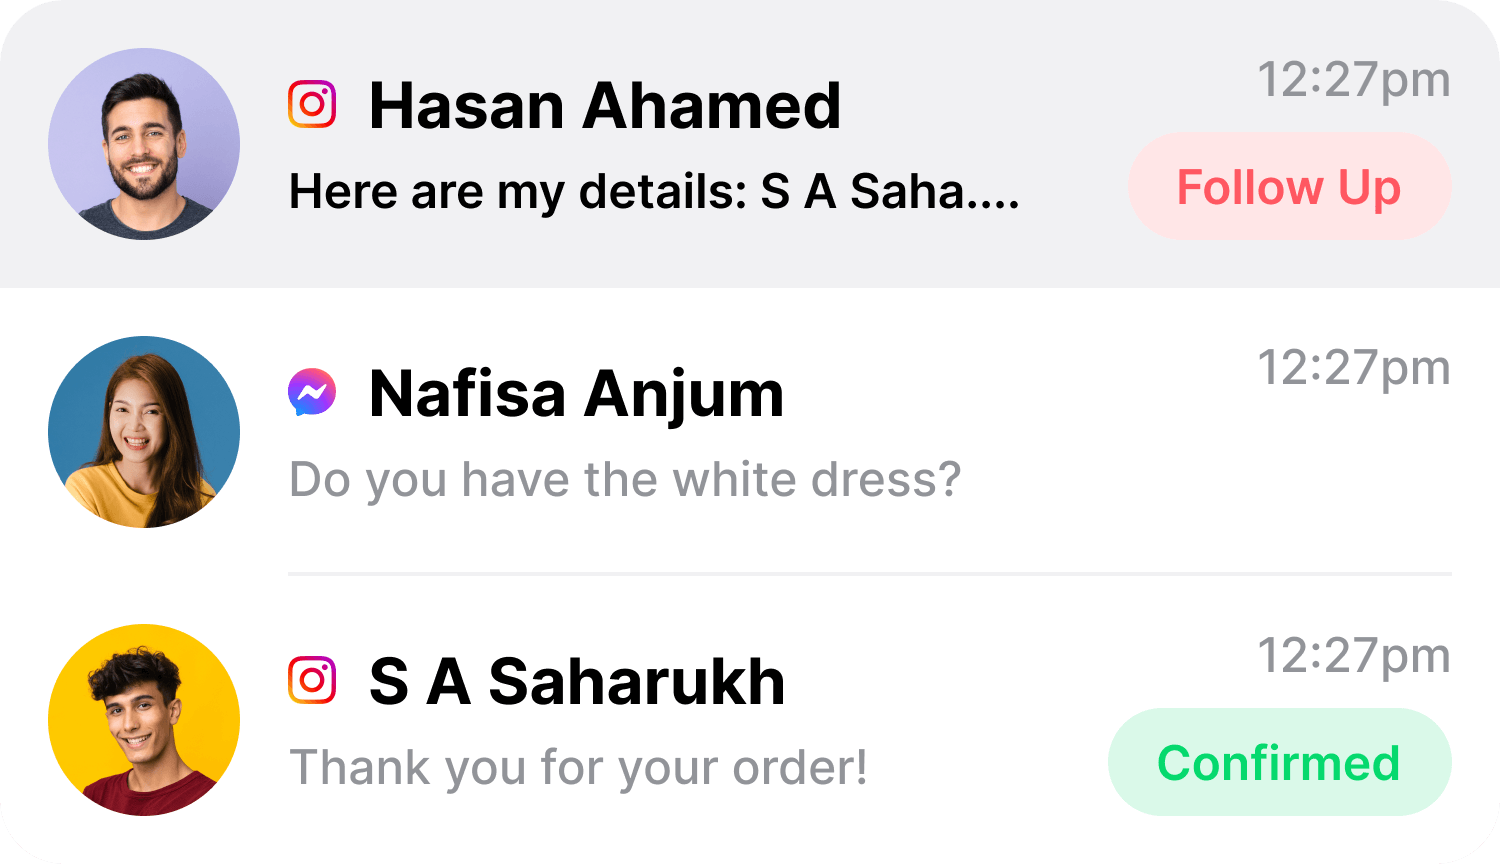 Hasan Ahamed
12:27pm
Here are my details: S A Saha....
Follow Up
Nafisa Anjum
12:27pm
Do you have the white dress?
S A Saharukh
12:27pm
Thank you for your order!
Confirmed